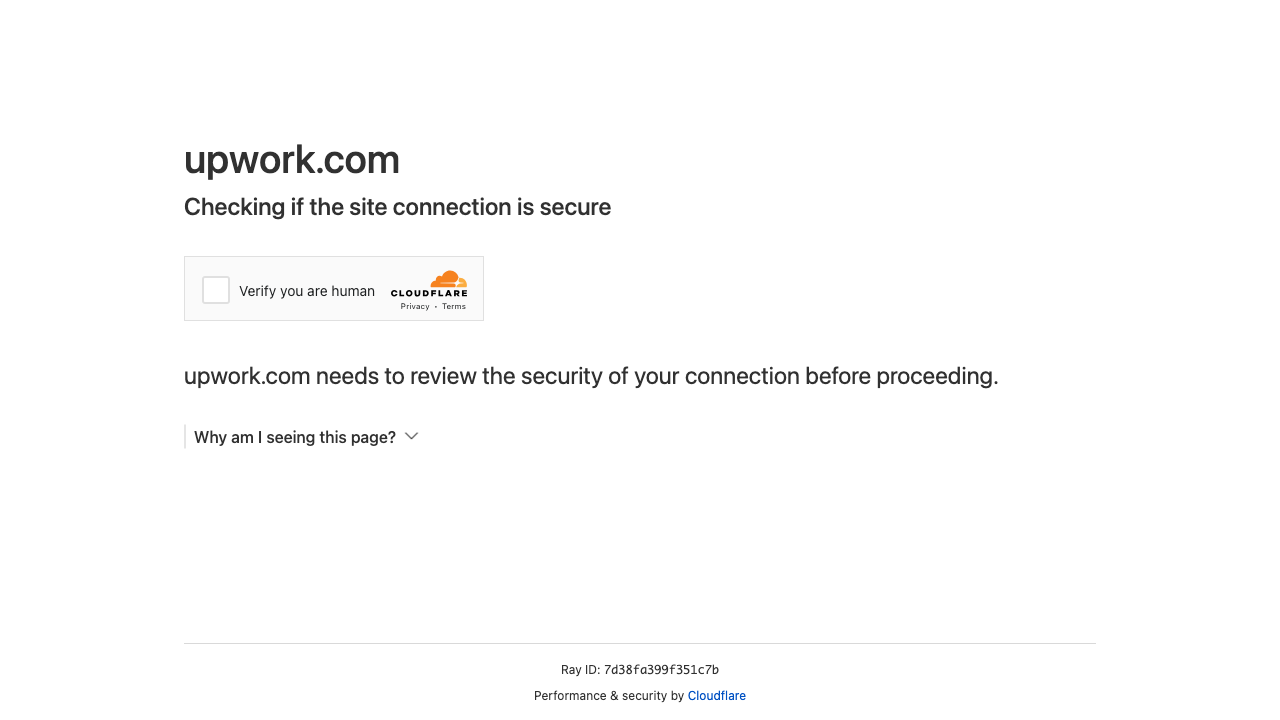 upwork.com
Checking if the site connection is secure
Verify you are human
CLOUDFLARE
Privacy • Terms
upwork.com needs to review the security of your connection before proceeding.
Why am I seeing this page?
Ray ID: 7d38fa399f351c7b
Performance & security by Cloudflare